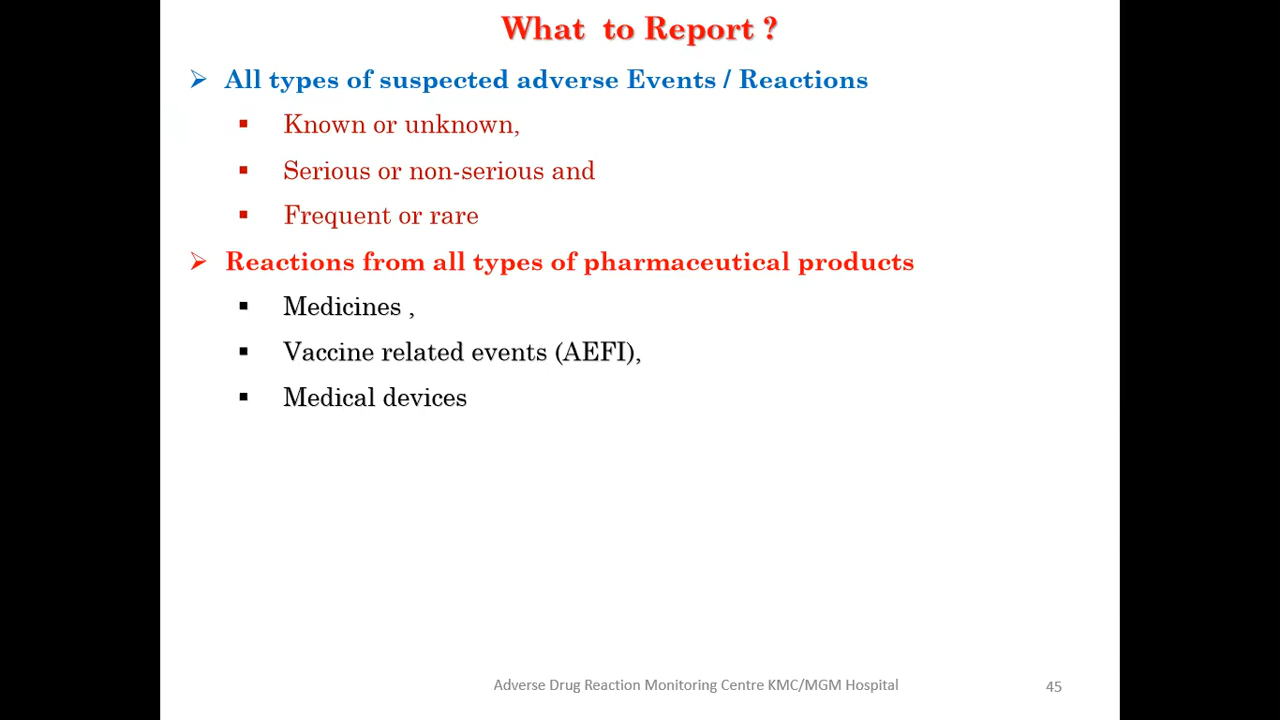 What to Report ?
All types of suspected adverse Events / Reactions
Known or unknown,
Serious or non-serious and
Frequent or rare
Reactions from all types of pharmaceutical products
Medicines ,
Vaccine related events (AEFI),
Medical devices
Adverse Drug Reaction Monitoring Centre KMC/MGM Hospital
45